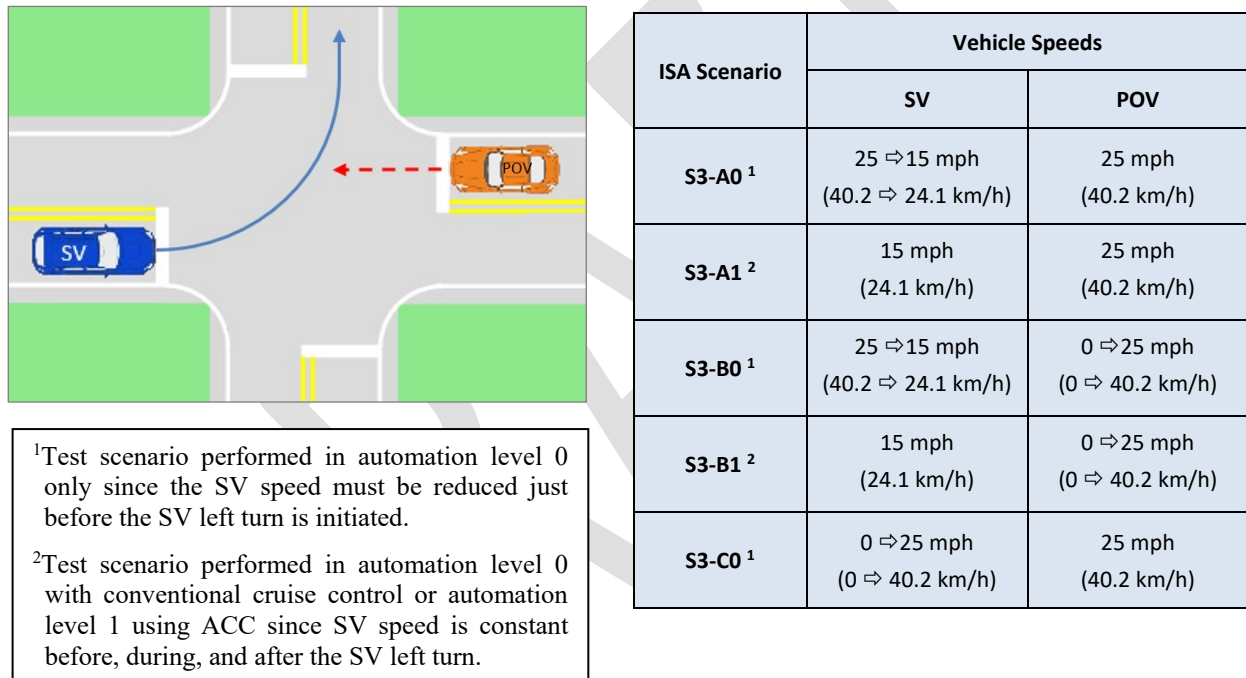 SV
POV
¹Test scenario performed in automation level 0
only since the SV speed must be reduced just
before the SV left turn is initiated.
²Test scenario performed in automation level 0
with conventional cruise control or automation
level 1 using ACC since SV speed is constant
before, during, and after the SV left turn.
ISA Scenario
Vehicle Speeds
SV
POV
S3-A0 ¹
25 ⇨15 mph
(40.2 ⇨ 24.1 km/h)
25 mph
(40.2 km/h)
S3-A1 ²
15 mph
(24.1 km/h)
25 mph
(40.2 km/h)
S3-B0 ¹
25 ⇨15 mph
(40.2 ⇨ 24.1 km/h)
0 ⇨25 mph
(0 ⇨ 40.2 km/h)
S3-B1 ²
15 mph
(24.1 km/h)
0 ⇨25 mph
(0 ⇨ 40.2 km/h)
S3-C0 ¹
0 ⇨25 mph
(0 ⇨ 40.2 km/h)
25 mph
(40.2 km/h)